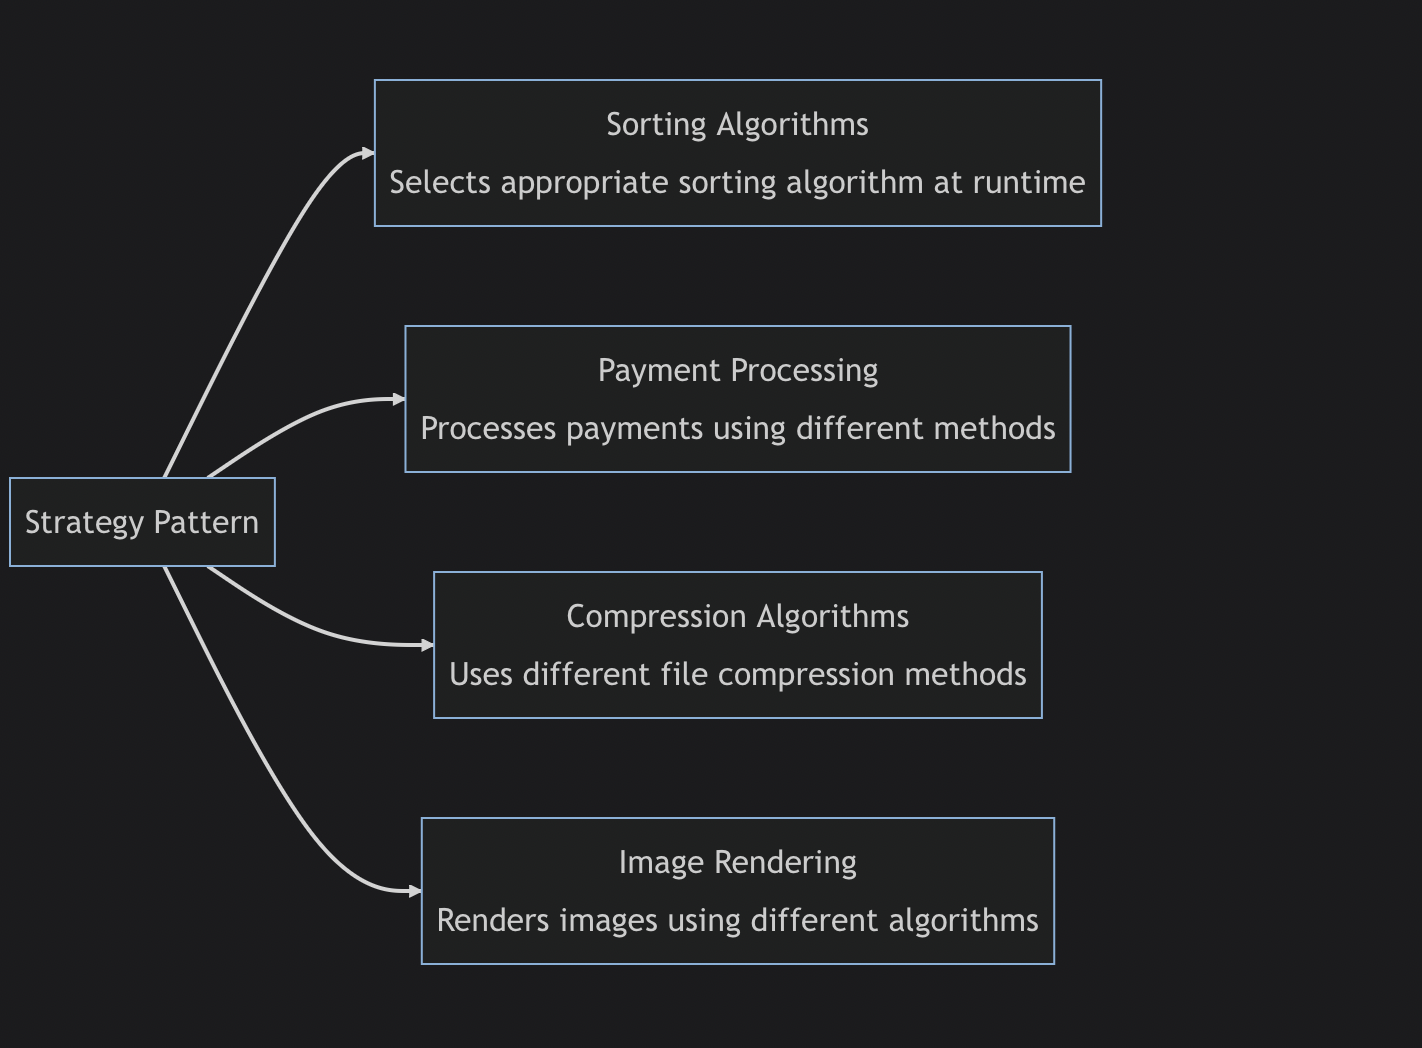 Sorting Algorithms
Selects appropriate sorting algorithm at runtime
Payment Processing
Processes payments using different methods
Strategy Pattern
Compression Algorithms
Uses different file compression methods
Image Rendering
Renders images using different algorithms